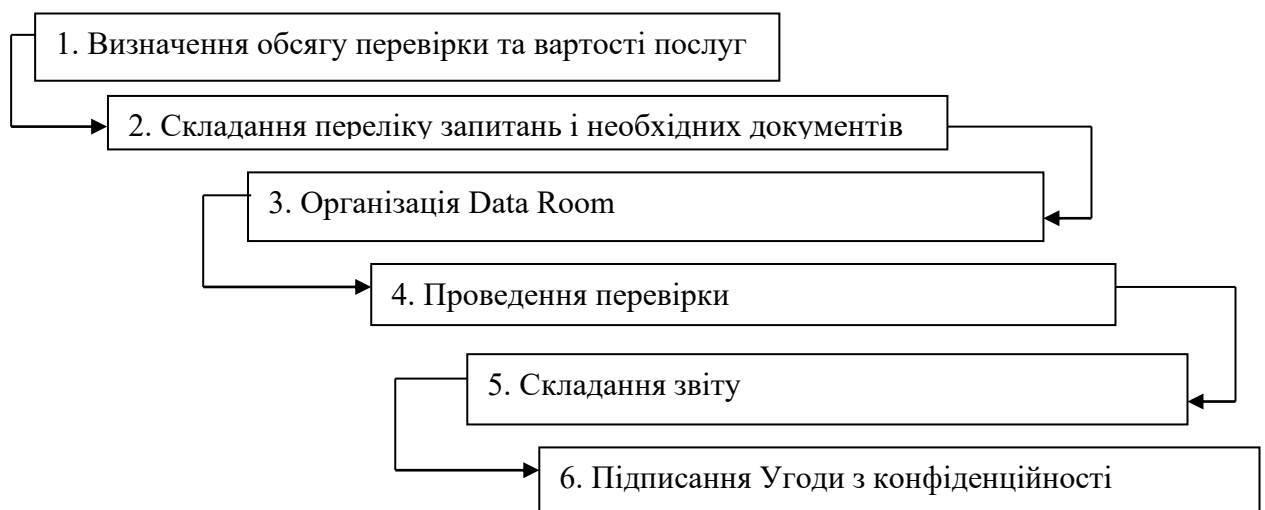 1. Визначення обсягу перевірки та вартості послуг
2. Складання переліку запитань і необхідних документів
3. Організація Data Room
4. Проведення перевірки
5. Складання звіту
6. Підписання Угоди з конфіденційності